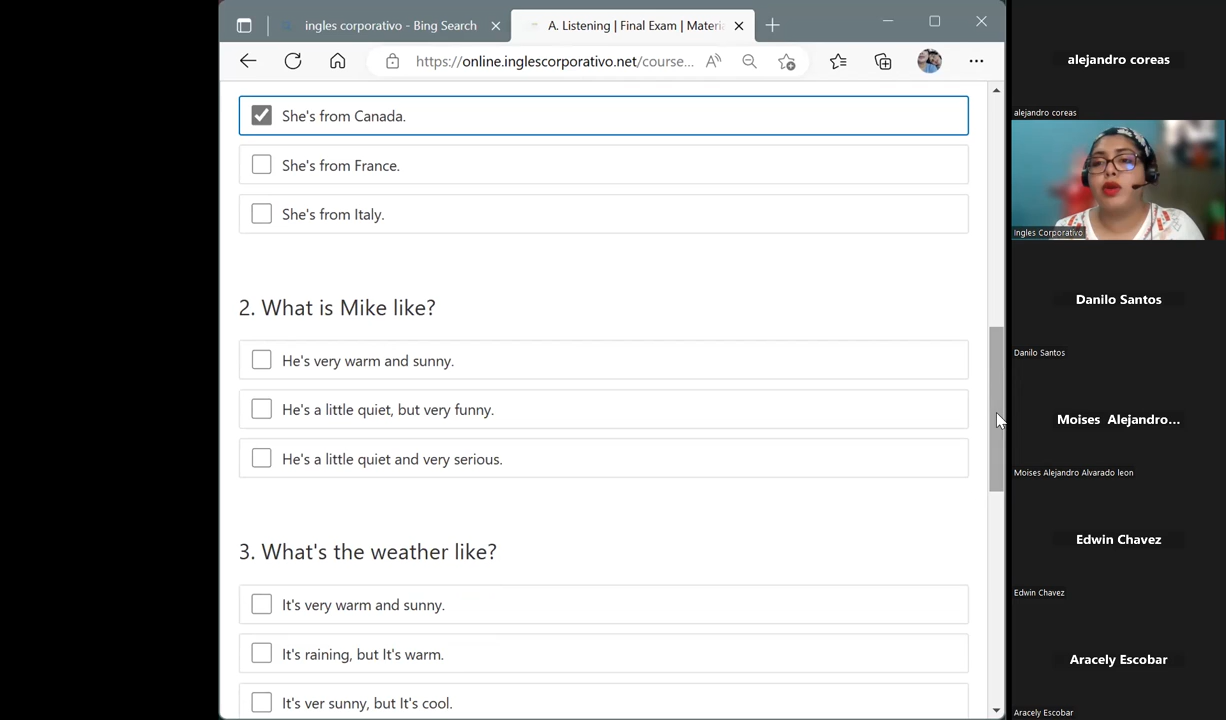 ingles corporativo - Bing Search
A. Listening | Final Exam | Materia
https://online.inglescorporativo.net/course...
She's from Canada.
She's from France.
She's from Italy.
2. What is Mike like?
He's very warm and sunny.
He's a little quiet, but very funny.
He's a little quiet and very serious.
3. What's the weather like?
It's very warm and sunny.
It's raining, but It's warm.
It's ver sunny, but It's cool.
alejandro coreas
alejandro coreas
Ingles Corporativo
Danilo Santos
Danilo Santos
Moises Alejandro...
Moises Alejandro Alvarado leon
Edwin Chavez
Edwin Chavez
Aracely Escobar
Aracely Escobar